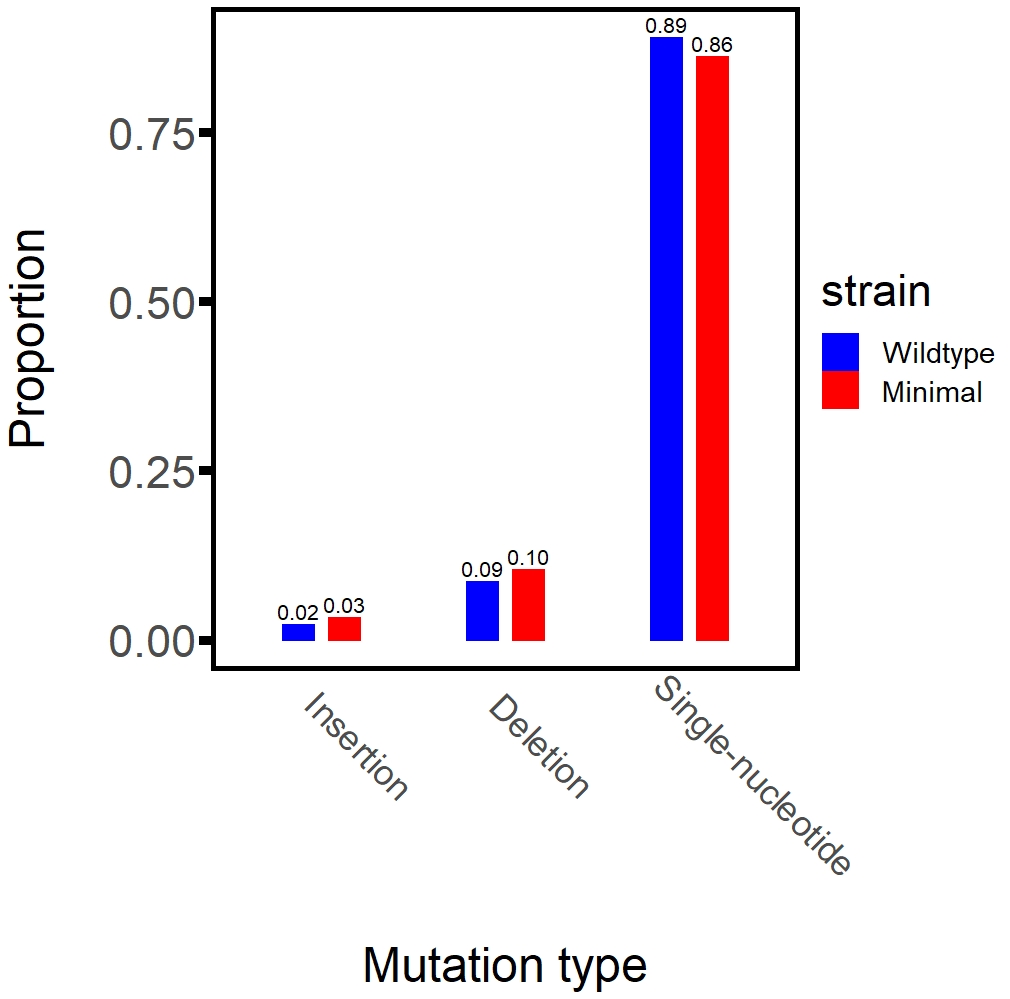 Proportion
0.75
0.50
0.25
0.00
0.02 0.03
0.09 0.10
0.89 0.86
Insertion
Deletion
Single-nucleotide
Mutation type
strain
Wildtype
Minimal